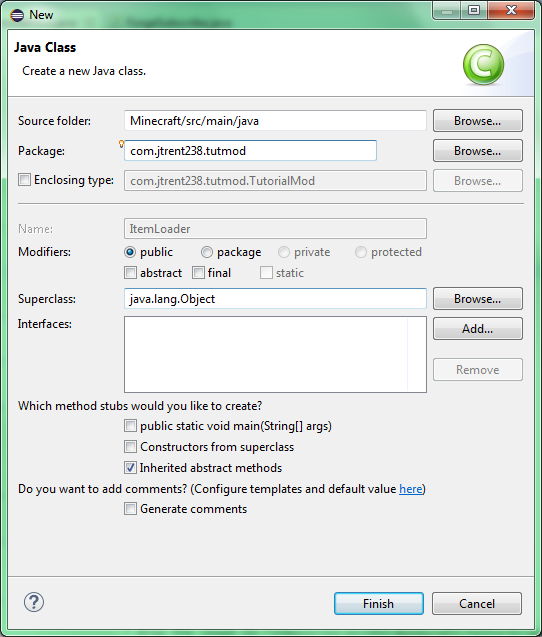 New
Java Class
Create a new Java class.
C
Source folder: Minecraft/src/main/java Browse...
Package: com.jtrent238.tutmod Browse...
Enclosing type: com.jtrent238.tutmod.TutorialMod Browse...
Name: ItemLoader
Modifiers: public package private protected
abstract final static
Superclass: java.lang.Object Browse...
Interfaces: Add...
Remove
Which method stubs would you like to create?
public static void main(String[] args)
Constructors from superclass
Inherited abstract methods
Do you want to add comments? (Configure templates and default value here)
Generate comments
? Finish Cancel